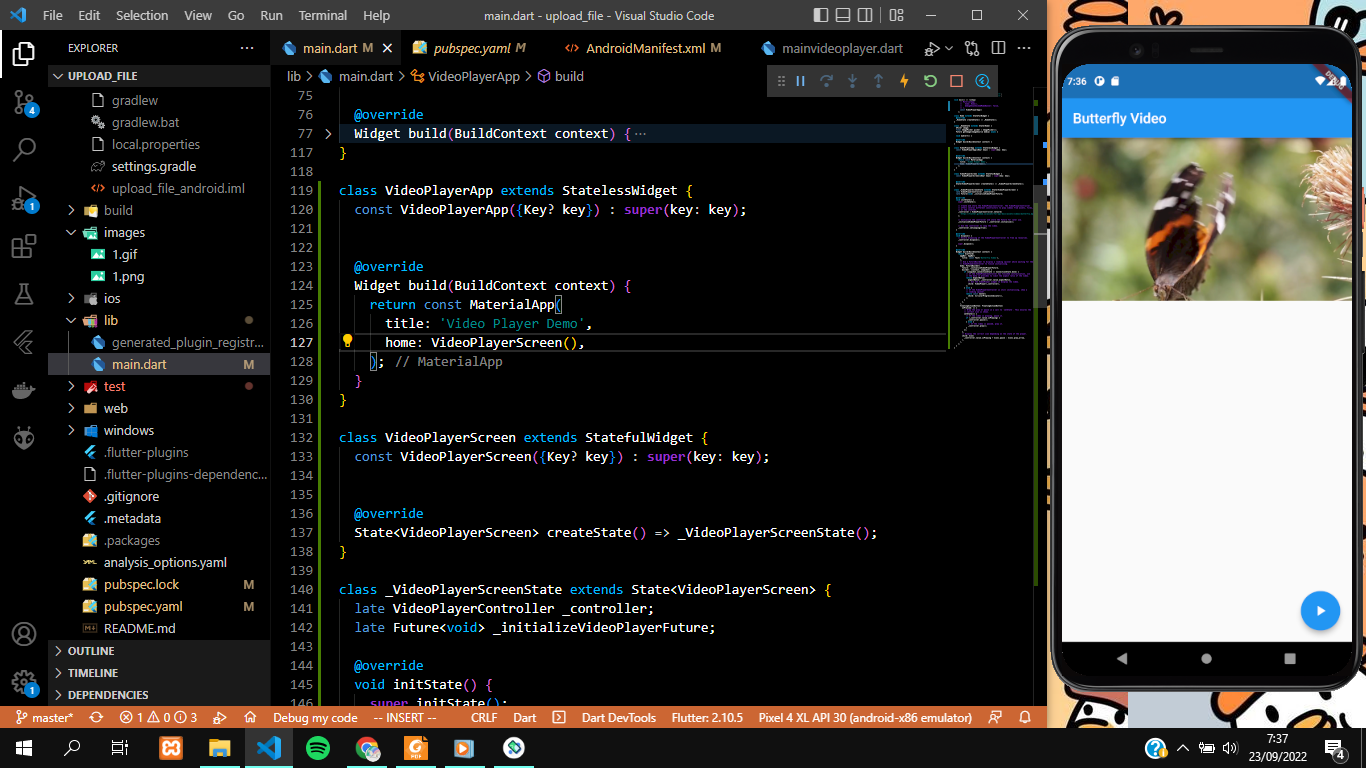 File Edit Selection View Go Run Terminal Help main.dart - upload_file - Visual Studio Code
EXPLORER
UPLOAD_FILE
gradlew
gradlew.bat
local.properties
settings.gradle
upload_file_android.iml
build
images
1.gif
1.png
ios
lib
generated_plugin_registr...
main.dart M
test
web
windows
.flutter-plugins
.flutter-plugins-dependenc...
.gitignore
.metadata
.packages
analysis_options.yaml
pubspec.lock M
pubspec.yaml M
README.md
OUTLINE
TIMELINE
DEPENDENCIES
4
1
1
main.dart M pubspec.yaml M AndroidManifest.xml M mainvideoplayer.dart
lib > main.dart > VideoPlayerApp > build
75
76 @override
77 Widget build(BuildContext context) {...
117 }
118
119 class VideoPlayerApp extends StatelessWidget {
120 const VideoPlayerApp({Key? key}) : super(key: key);
121
122
123 @override
124 Widget build(BuildContext context) {
125 return const MaterialApp(
126 title: 'Video Player Demo',
127 home: VideoPlayerScreen(),
128 ); // MaterialApp
129 }
130 }
131
132 class VideoPlayerScreen extends StatefulWidget {
133 const VideoPlayerScreen({Key? key}) : super(key: key);
134
135
136 @override
137 State<VideoPlayerScreen> createState() => _VideoPlayerScreenState();
138 }
139
140 class _VideoPlayerScreenState extends State<VideoPlayerScreen> {
141 late VideoPlayerController _controller;
142 late Future<void> _initializeVideoPlayerFuture;
143
144 @override
145 void initState() {
146 super.initState();
7:36
DEBUG
Butterfly Video
master* 1 0 3 Debug my code -- INSERT -- CRLF Dart Dart DevTools Flutter: 2.10.5 Pixel 4 XL API 30 (android-x86 emulator)
PDF
7:37
23/09/2022
4